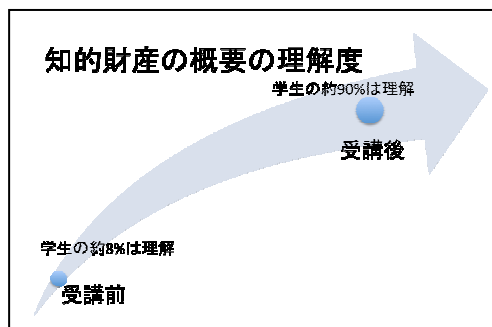 知的財産の概要の理解度
学生の約90%は理解
受講後
学生の約8%は理解
受講前